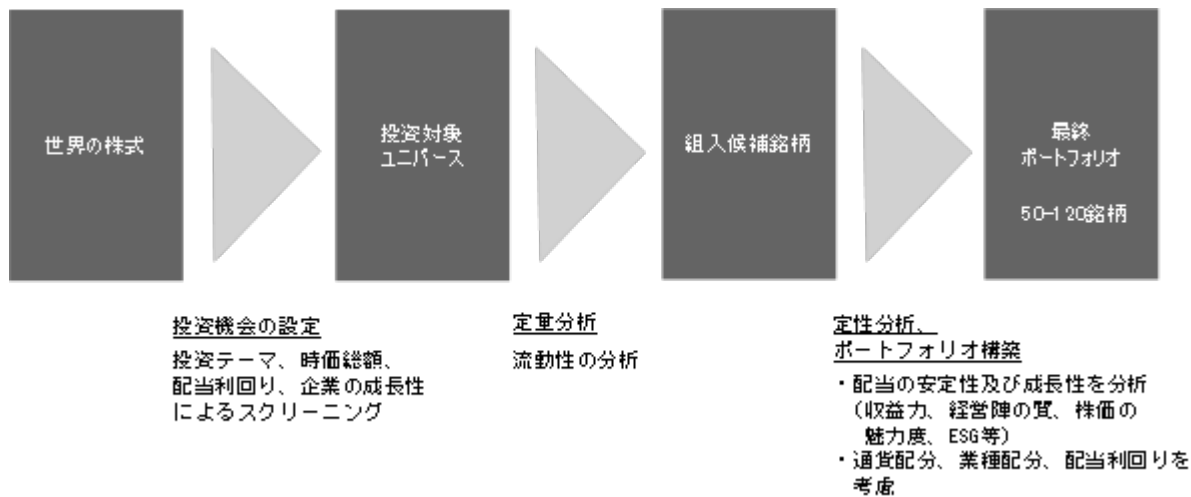 世界の株式
投資対象
ユニバース
組入候補銘柄
最終
ポートフォリオ
50-120銘柄
投資機会の設定
投資テーマ、時価総額、
配当利回り、企業の成長性
によるスクリーニング
定量分析
流動性の分析
定性分析、
ポートフォリオ構築
・配当の安定性及び成長性を分析
（収益力、経営陣の質、株価の
魅力度、ESG等）
・通貨配分、業種配分、配当利回りを
考慮